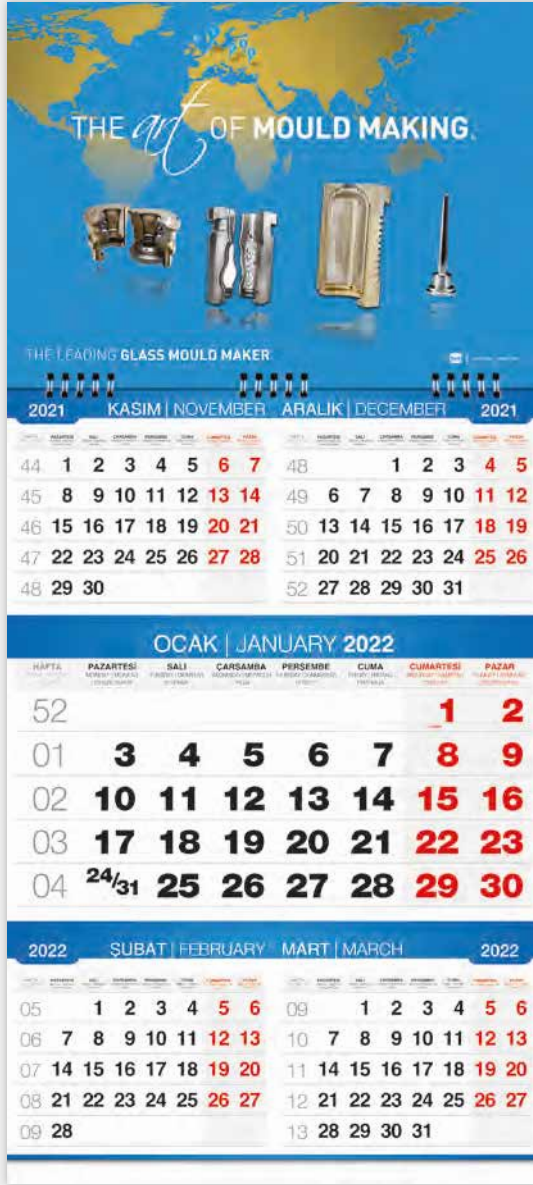 THE art OF MOULD MAKING.
THE LEADING GLASS MOULD MAKER
2021 KASIM | NOVEMBER ARALIK | DECEMBER 2021
44 1 2 3 4 5 6 7 48 1 2 3 4 5
45 8 9 10 11 12 13 14 49 6 7 8 9 10 11 12
46 15 16 17 18 19 20 21 50 13 14 15 16 17 18 19
47 22 23 24 25 26 27 28 51 20 21 22 23 24 25 26
48 29 30 52 27 28 29 30 31
OCAK | JANUARY 2022
HAFTA PAZARTESİ SALI ÇARŞAMBA PERŞEMBE CUMA CUMARTESİ PAZAR
52 1 2
01 3 4 5 6 7 8 9
02 10 11 12 13 14 15 16
03 17 18 19 20 21 22 23
04 24/31 25 26 27 28 29 30
2022 ŞUBAT | FEBRUARY MART | MARCH 2022
05 1 2 3 4 5 6 09 1 2 3 4 5 6
06 7 8 9 10 11 12 13 10 7 8 9 10 11 12 13
07 14 15 16 17 18 19 20 11 14 15 16 17 18 19 20
08 21 22 23 24 25 26 27 12 21 22 23 24 25 26 27
09 28 13 28 29 30 31